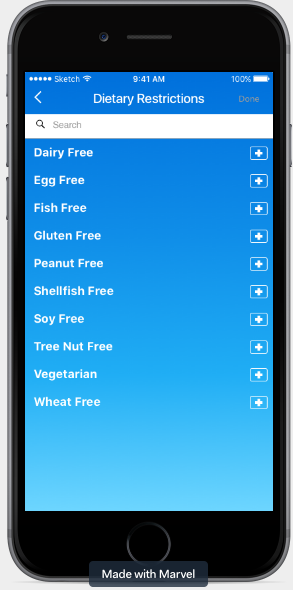 ●●●●● Sketch 9:41 AM 100%
Dietary Restrictions Done
Search
Dairy Free
Egg Free
Fish Free
Gluten Free
Peanut Free
Shellfish Free
Soy Free
Tree Nut Free
Vegetarian
Wheat Free
Made with Marvel